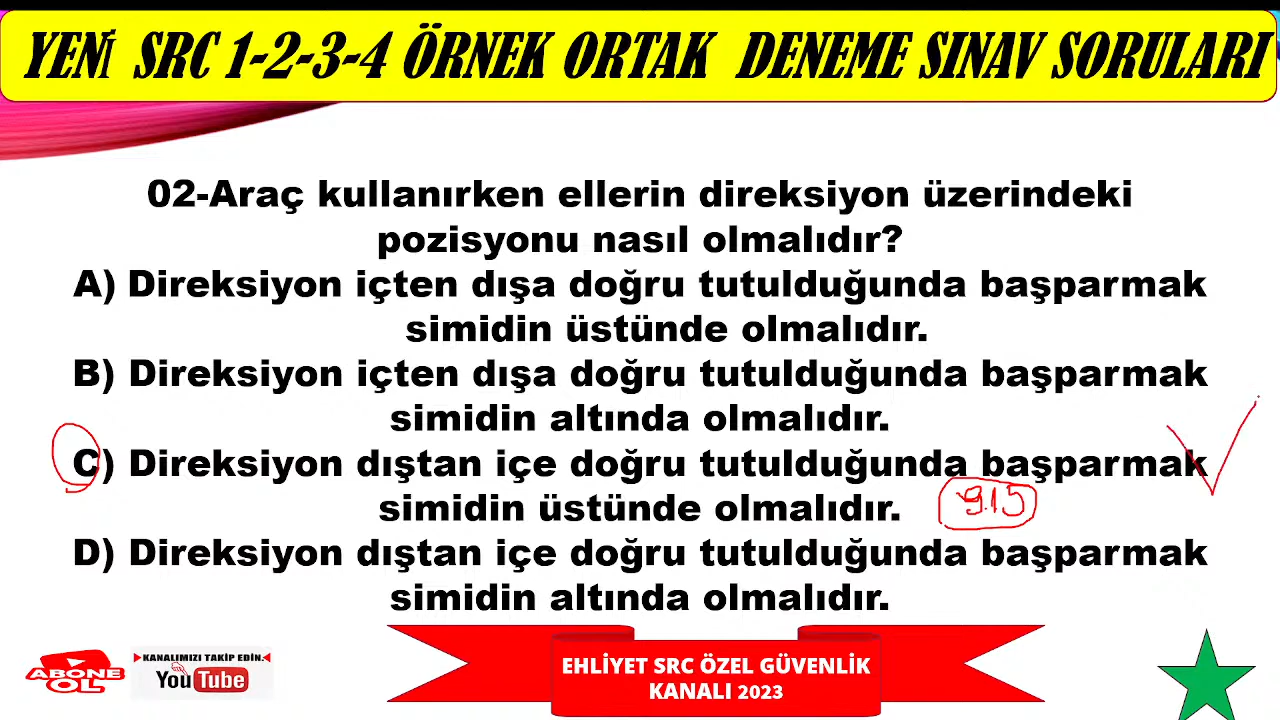 YENİ SRC 1-2-3-4 ÖRNEK ORTAK DENEME SINAV SORULARI
02-Araç kullanırken ellerin direksiyon üzerindeki
pozisyonu nasıl olmalıdır?
A) Direksiyon içten dışa doğru tutulduğunda başparmak
simidin üstünde olmalıdır.
B) Direksiyon içten dışa doğru tutulduğunda başparmak
simidin altında olmalıdır.
C) Direksiyon dıştan içe doğru tutulduğunda başparmak
simidin üstünde olmalıdır.
9.15
D) Direksiyon dıştan içe doğru tutulduğunda başparmak
simidin altında olmalıdır.
ABONE
OL
KANALIMIZI TAKİP EDİN.
YouTube
EHLİYET SRC ÖZEL GÜVENLİK
KANALI 2023